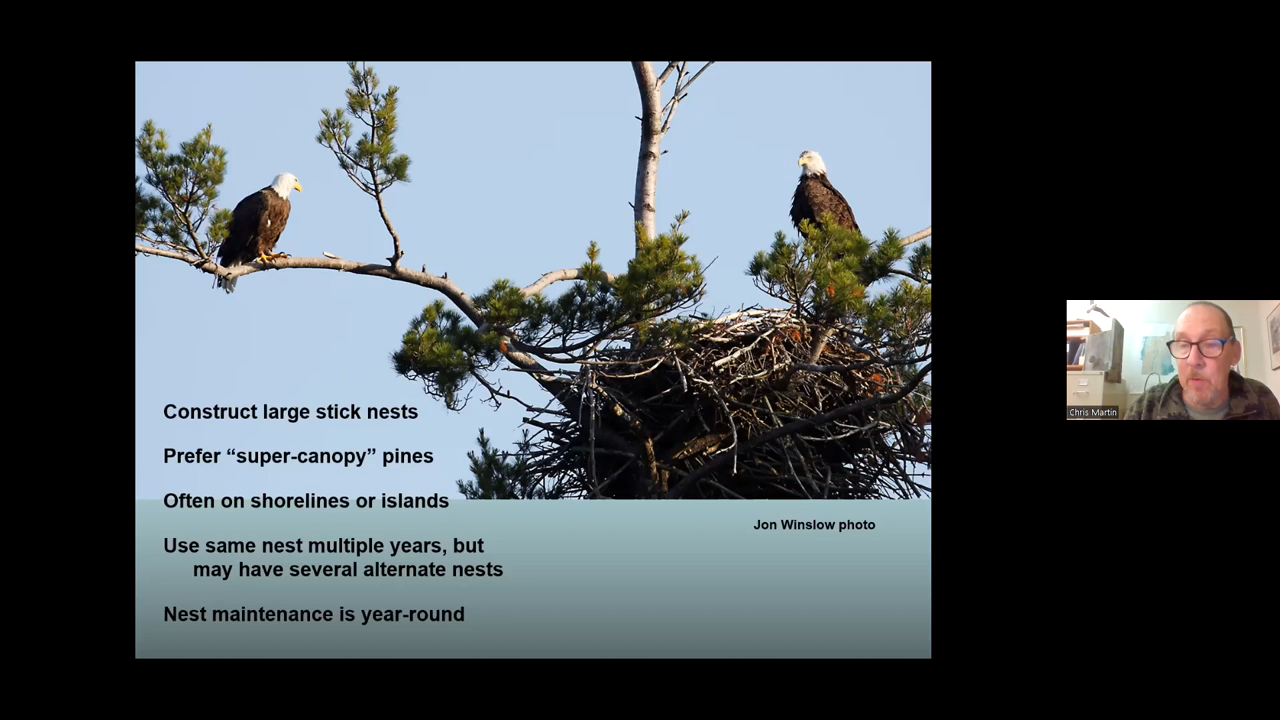 Construct large stick nests
Prefer “super-canopy” pines
Often on shorelines or islands
Jon Winslow photo
Use same nest multiple years, but
may have several alternate nests
Nest maintenance is year-round
Chris Martin